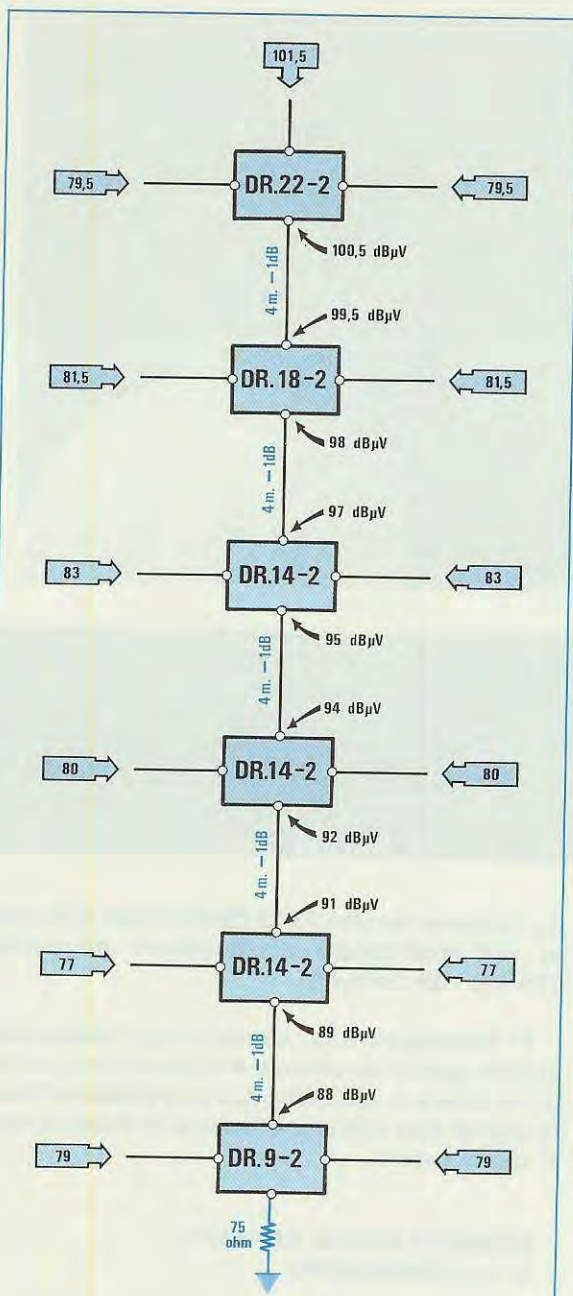 101,5
79,5
DR.22-2
79,5
100,5 dBµV
4 m. – 1dB
99,5 dBµV
81,5
DR.18-2
81,5
98 dBµV
4 m. – 1dB
97 dBµV
83
DR.14-2
83
95 dBµV
4 m. – 1dB
94 dBµV
80
DR.14-2
80
92 dBµV
4 m. – 1dB
91 dBµV
77
DR.14-2
77
89 dBµV
4 m. – 1dB
88 dBµV
79
DR.9-2
79
75
ohm